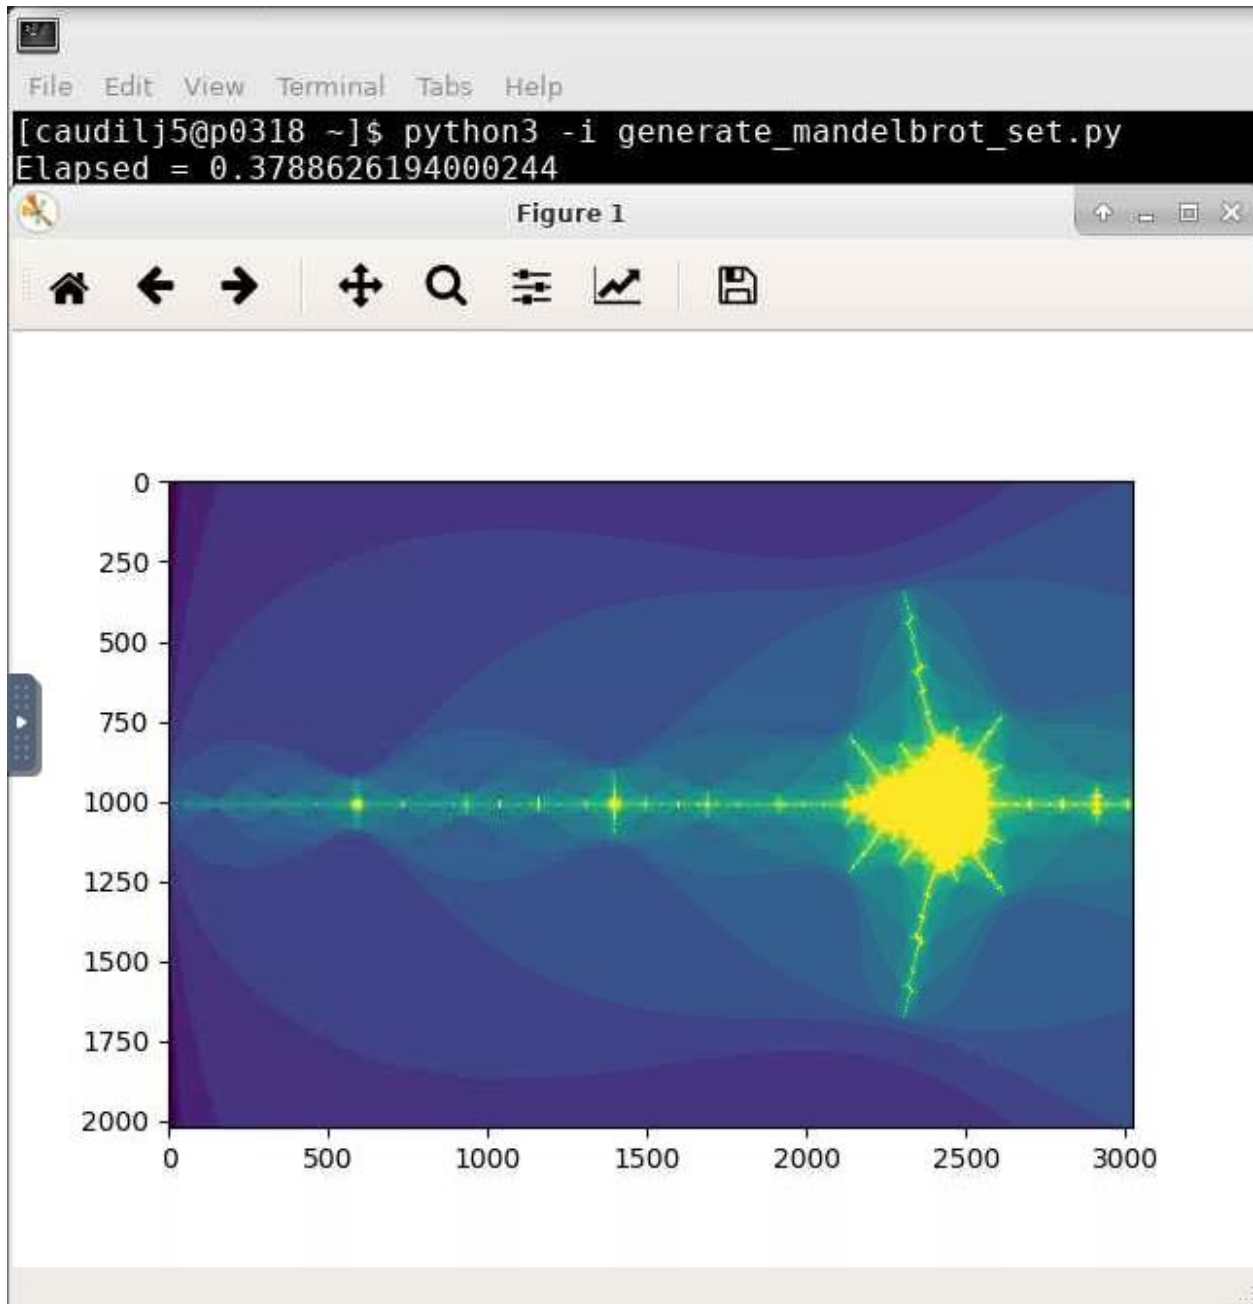 File Edit View Terminal Tabs Help
[caudilj5@p0318 ~]$ python3 -i generate_mandelbrot_set.py
Elapsed = 0.3788626194000244
Figure 1
0
250
500
750
1000
1250
1500
1750
2000
0 500 1000 1500 2000 2500 3000